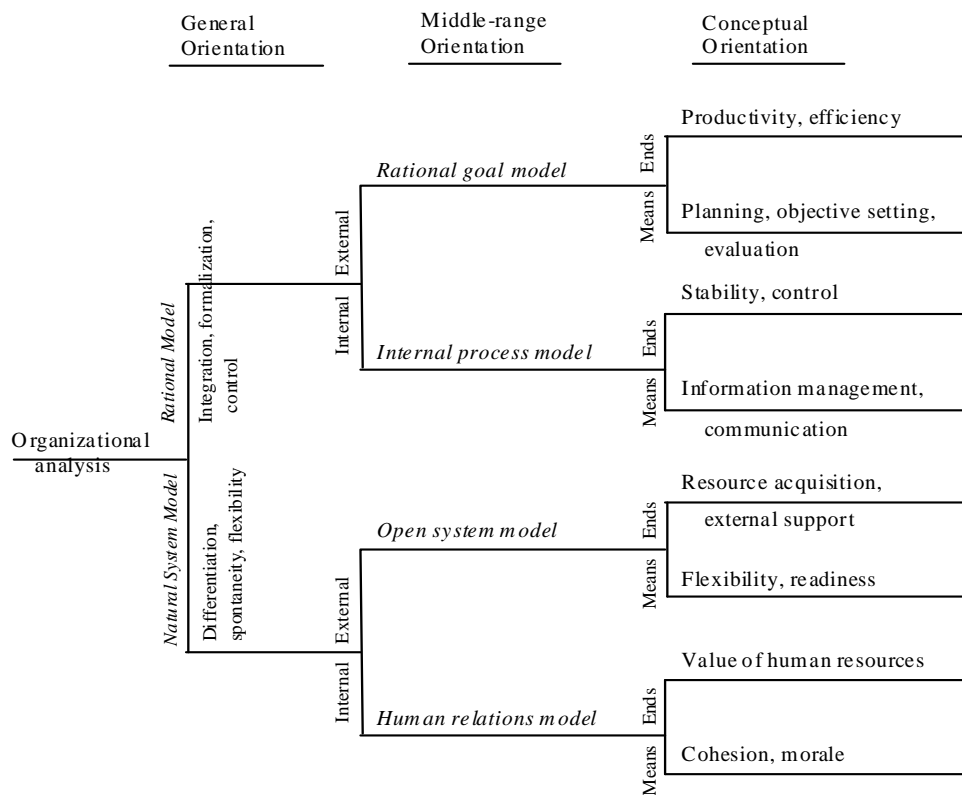 General
Orientation
Middle-range
Orientation
Conceptual
Orientation
Organizational
analysis
Rational Model
Natural System Model
Integration, formalization,
control
Differentiation,
spontaneity, flexibility
External
Internal
External
Internal
Rational goal model
Internal process model
Open system model
Human relations model
Ends
Means
Productivity, efficiency
Planning, objective setting,
evaluation
Ends
Means
Stability, control
Information management,
communication
Ends
Means
Resource acquisition,
external support
Flexibility, readiness
Ends
Means
Value of human resources
Cohesion, morale